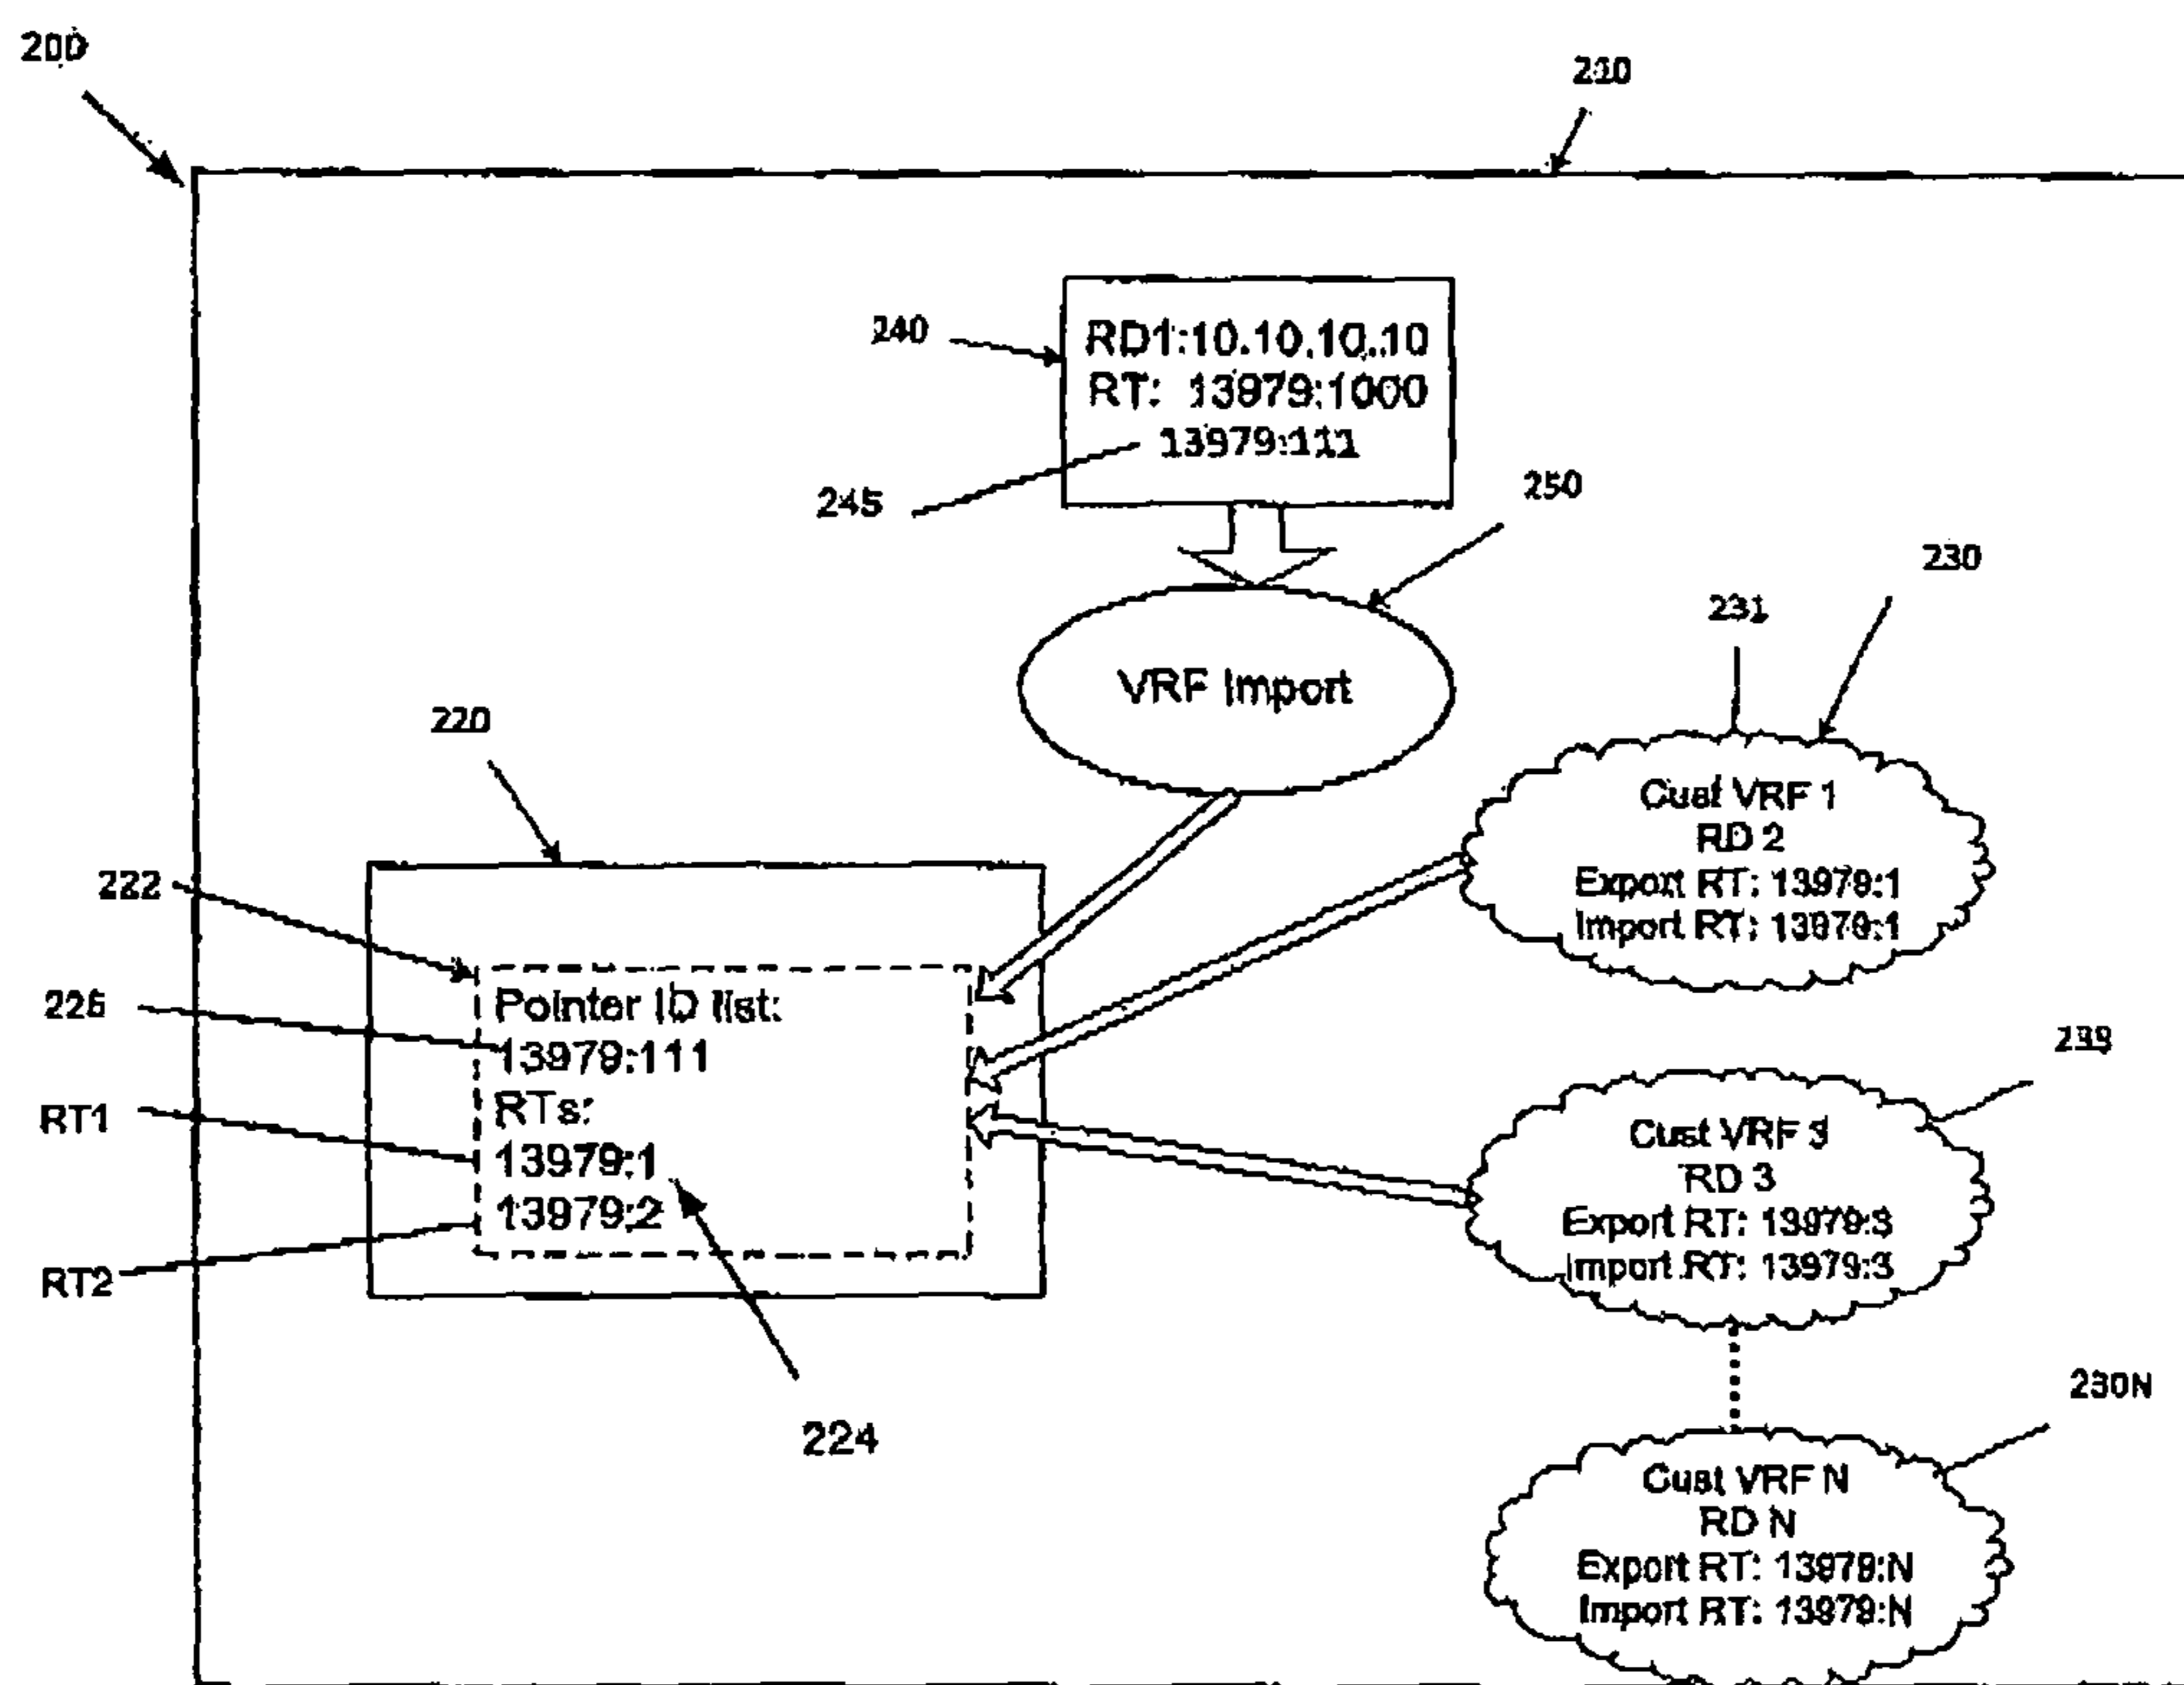 200
210
240
RD1:10.10.10.10
RT: 13979:1000
13979:111
245
250
230
231
VRF Import
220
Cust VRF 1
RD 2
Export RT: 13979:1
Import RT: 13979:1
222
226
Pointer ID list:
13979:111
RTs:
13979:1
13979:2
RT1
RT2
224
239
Cust VRF 3
RD 3
Export RT: 13979:3
Import RT: 13979:3
230N
Cust VRF N
RD N
Export RT: 13979:N
Import RT: 13979:N